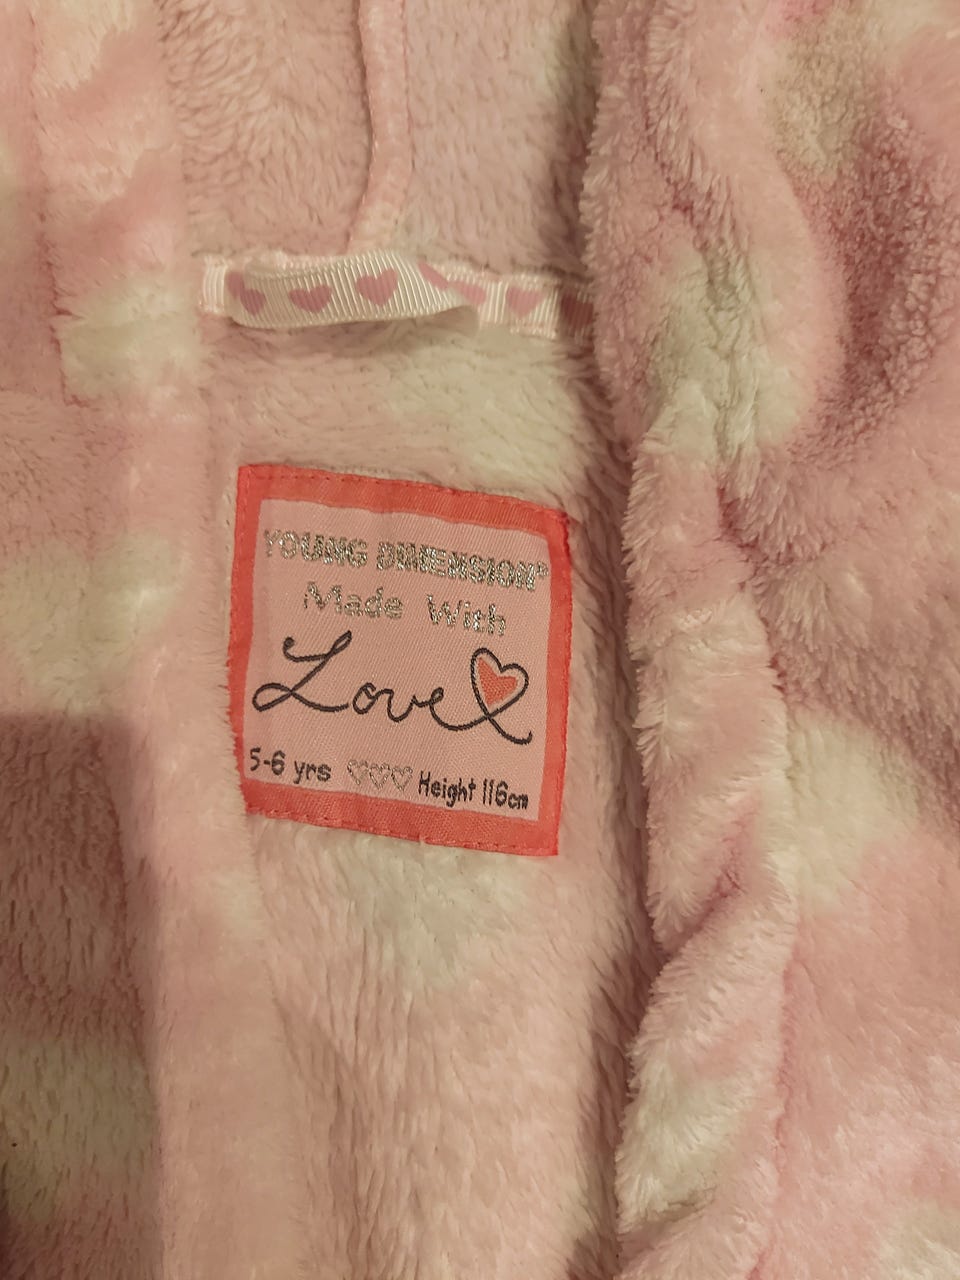 YOUNG DIMENSION®
Made With
Love
5-6 yrs ♡♡♡ Height 116cm